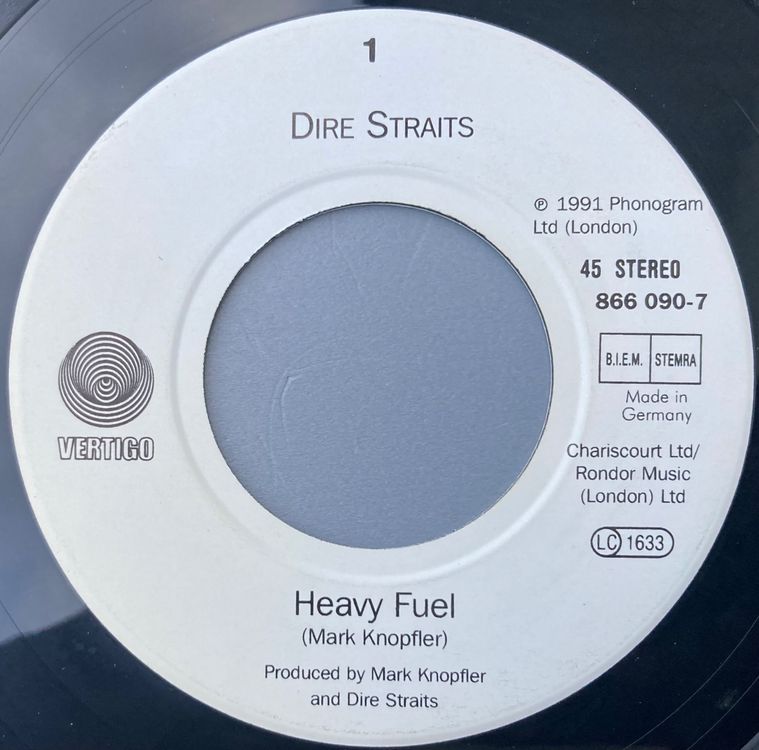 1
DIRE STRAITS
℗ 1991 Phonogram
Ltd (London)
45 STEREO
866 090-7
B.I.E.M. STEMRA
Made in
Germany
VERTIGO
Chariscourt Ltd/
Rondor Music
(London) Ltd
LC 1633
Heavy Fuel
(Mark Knopfler)
Produced by Mark Knopfler
and Dire Straits